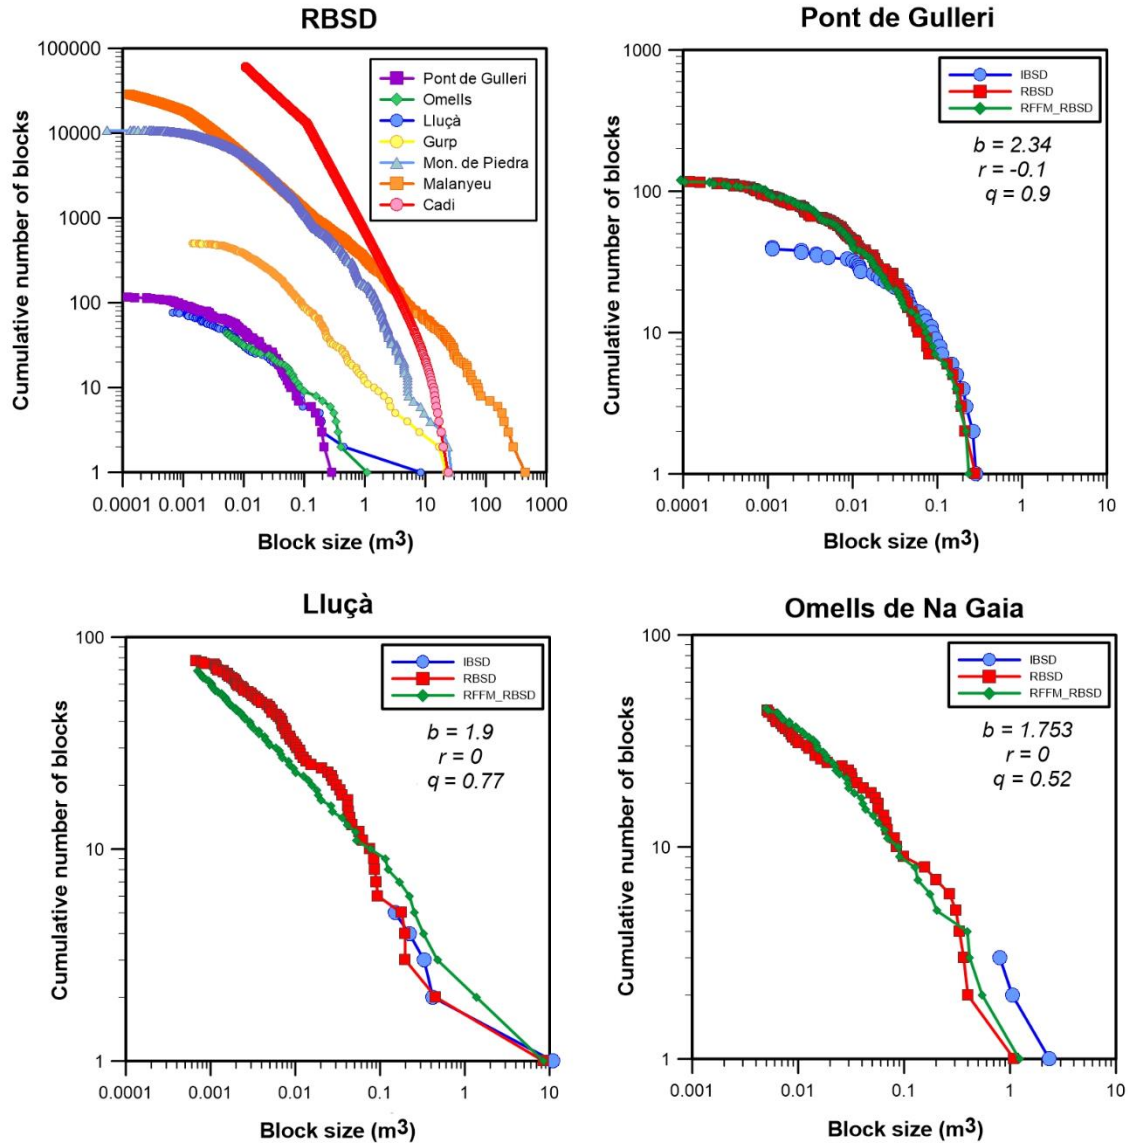 RBSD
100000
10000
1000
100
10
1
0.0001 0.001 0.01 0.1 1 10 100 1000
Cumulative number of blocks
Block size (m³)
Pont de Gulleri
Omells
Lluçà
Gurp
Mon. de Piedra
Malanyeu
Cadi
Pont de Gulleri
1000
100
10
1
0.0001 0.001 0.01 0.1 1 10
Cumulative number of blocks
Block size (m³)
IBSD
RBSD
RFFM_RBSD
b = 2.34
r = -0.1
q = 0.9
Lluçà
100
10
1
0.0001 0.001 0.01 0.1 1 10
Cumulative number of blocks
Block size (m³)
IBSD
RBSD
RFFM_RBSD
b = 1.9
r = 0
q = 0.77
Omells de Na Gaia
100
10
1
0.001 0.01 0.1 1 10
Cumulative number of blocks
Block size (m³)
IBSD
RBSD
RFFM_RBSD
b = 1.753
r = 0
q = 0.52